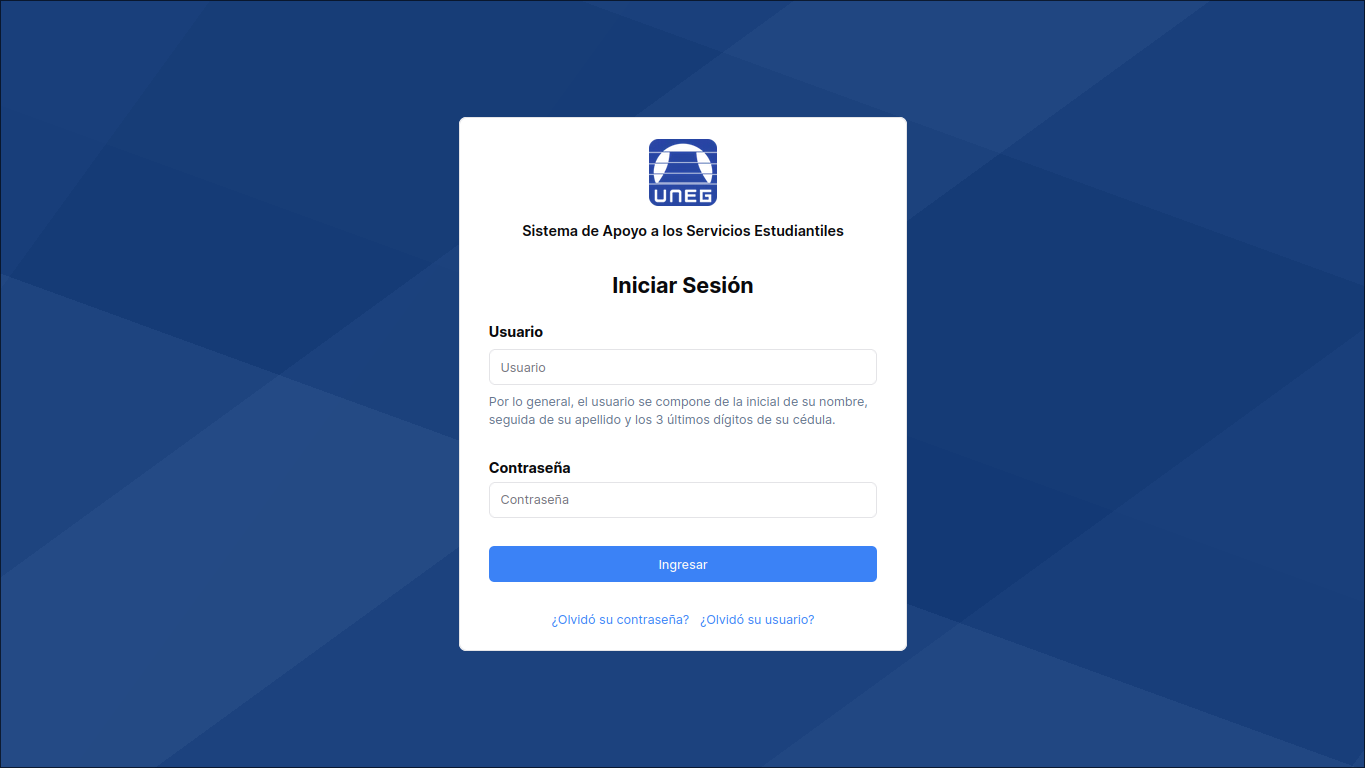 UNEG
Sistema de Apoyo a los Servicios Estudiantiles
Iniciar Sesión
Usuario
Usuario
Por lo general, el usuario se compone de la inicial de su nombre,
seguida de su apellido y los 3 últimos dígitos de su cédula.
Contraseña
Contraseña
Ingresar
¿Olvidó su contraseña? ¿Olvidó su usuario?